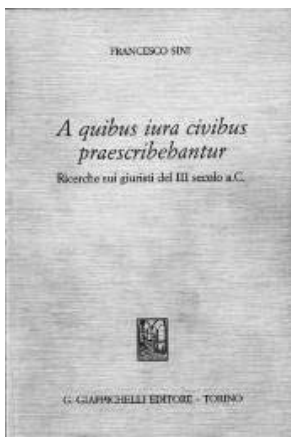 FRANCESCO SINI
A quibus iura civibus
praescribebantur
Ricerche sui giuristi del III secolo a.C.
G. GIAPPICHELLI EDITORE - TORINO